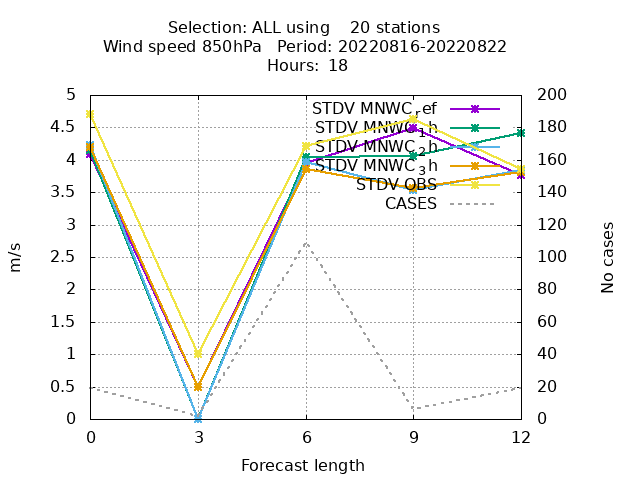 Selection: ALL using    20 stations
Wind speed 850hPa   Period: 20220816-20220822
Hours:  18
5
4.5
4
3.5
3
2.5
2
1.5
1
0.5
0
200
180
160
140
120
100
80
60
40
20
0
STDV MNWC_ref
STDV MNWC_1h
STDV MNWC_2h
STDV MNWC_3h
STDV OBS
CASES
m/s
No cases
0 3 6 9 12
Forecast length